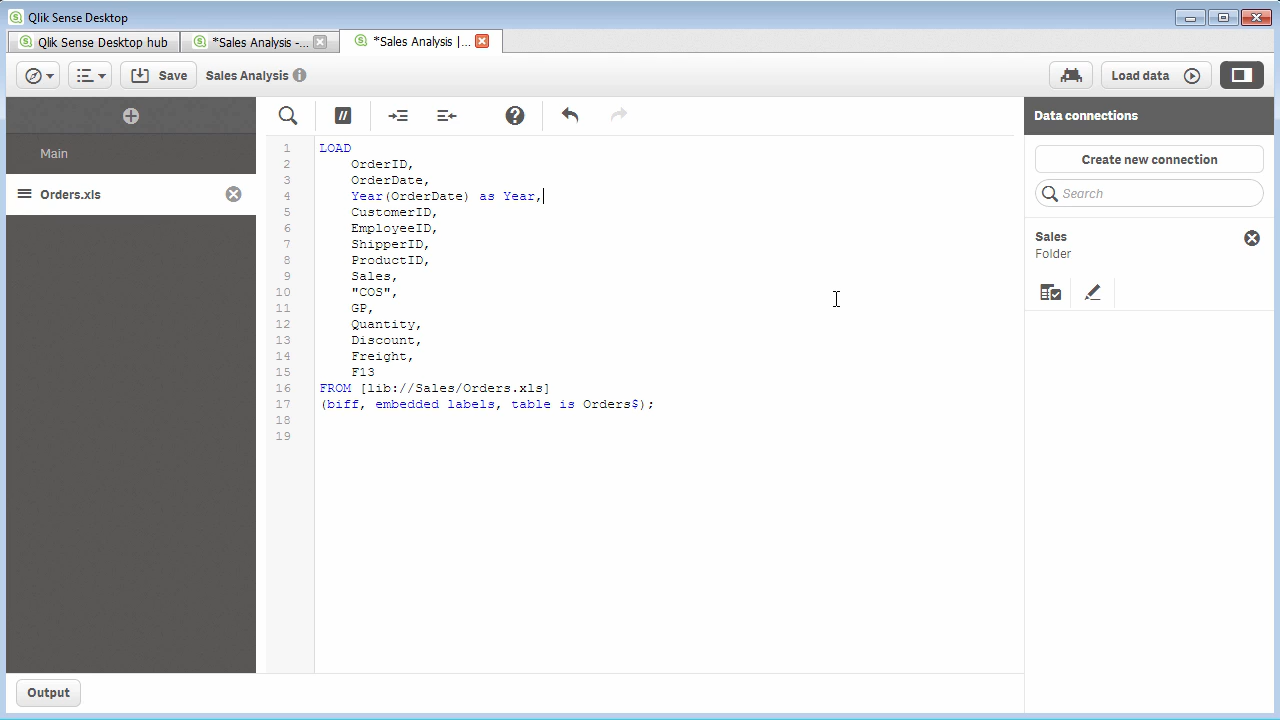 Qlik Sense Desktop
Qlik Sense Desktop hub
*Sales Analysis -...
*Sales Analysis |...
Save
Sales Analysis
Load data
Data connections
Create new connection
Search
Sales
Folder
Main
Orders.xls
1 LOAD
2 OrderID,
3 OrderDate,
4 Year(OrderDate) as Year,
5 CustomerID,
6 EmployeeID,
7 ShipperID,
8 ProductID,
9 Sales,
10 "COS",
11 GP,
12 Quantity,
13 Discount,
14 Freight,
15 F13
16 FROM [lib://Sales/Orders.xls]
17 (biff, embedded labels, table is Orders$);
18
19
Output